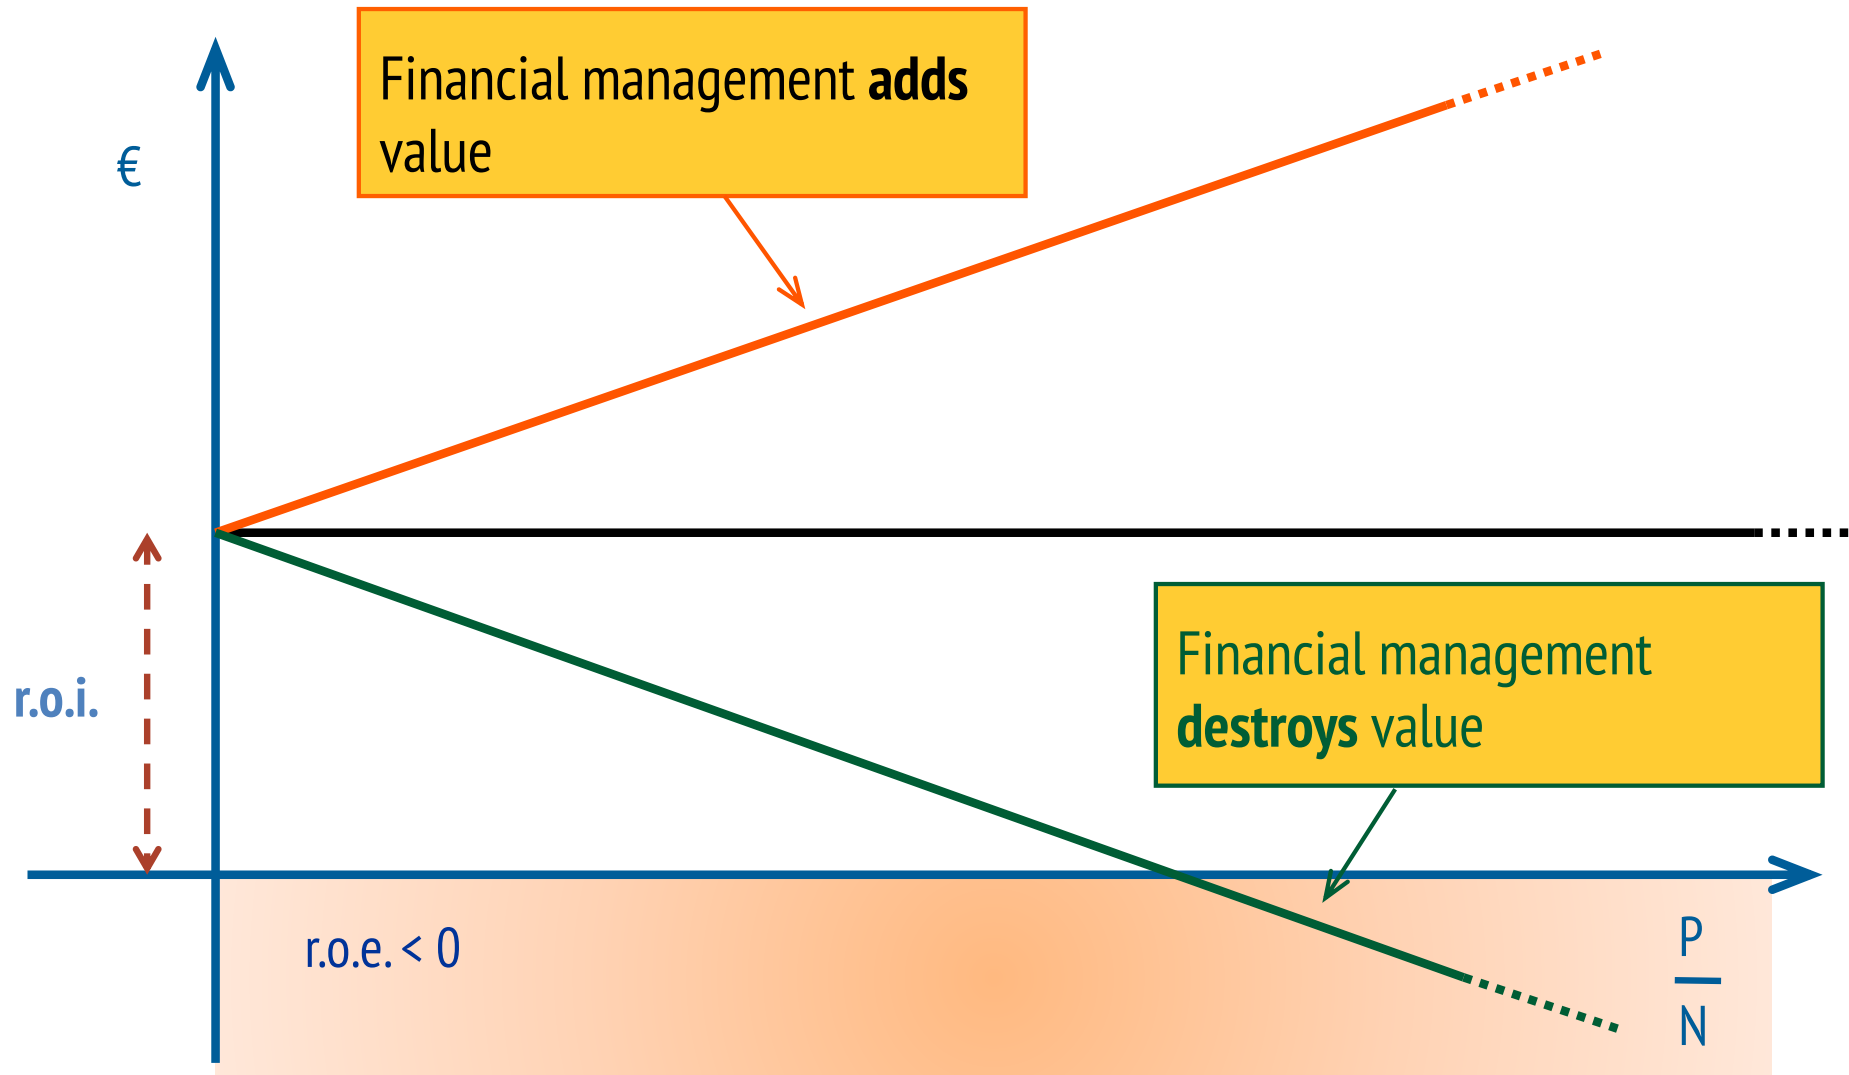 Financial management adds
value
€
Financial management
destroys value
r.o.i.
r.o.e. < 0
P
N